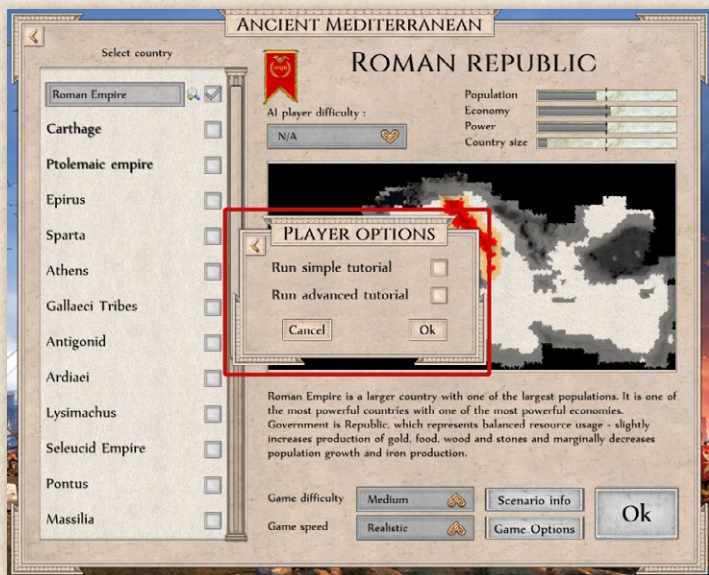 ANCIENT MEDITERRANEAN
Select country
Roman Empire
Carthage
Ptolemaic empire
Epirus
Sparta
Athens
Gallaeci Tribes
Antigonid
Ardiaei
Lysimachus
Seleucid Empire
Pontus
Massilia
ROMAN REPUBLIC
AI player difficulty :
N/A
Population
Economy
Power
Country size
PLAYER OPTIONS
Run simple tutorial
Run advanced tutorial
Cancel
Ok
Roman Empire is a larger country with one of the largest populations. It is one of
the most powerful countries with one of the most powerful economies.
Government is Republic, which represents balanced resource usage - slightly
increases production of gold, food, wood and stones and marginally decreases
population growth and iron production.
Game difficulty
Medium
Scenario info
Game speed
Realistic
Game Options
Ok